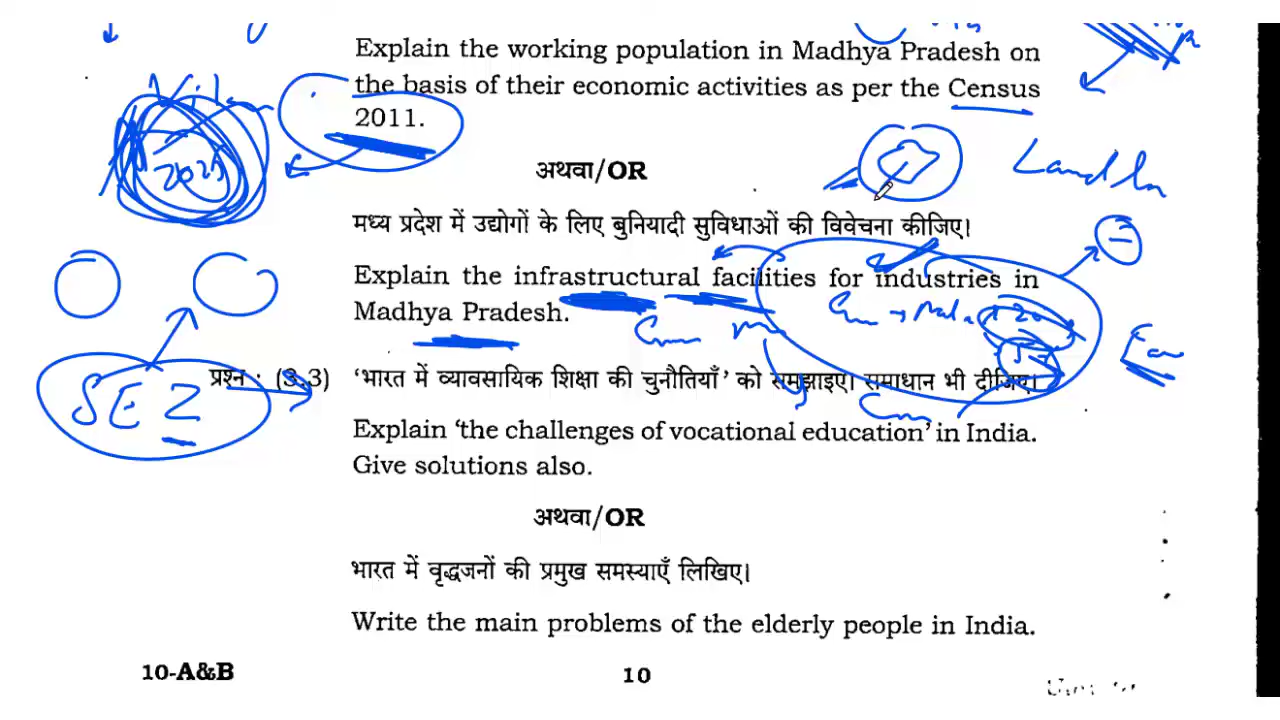 Explain the working population in Madhya Pradesh on
the basis of their economic activities as per the Census
2011.
2025
अथवा/OR
मध्य प्रदेश में उद्योगों के लिए बुनियादी सुविधाओं की विवेचना कीजिए।
Explain the infrastructural facilities for industries in
Madhya Pradesh.
SEZ
प्रश्न : (3.3) 'भारत में व्यावसायिक शिक्षा की चुनौतियाँ' को समझाइए। समाधान भी दीजिए।
Explain 'the challenges of vocational education' in India.
Give solutions also.
अथवा/OR
भारत में वृद्धजनों की प्रमुख समस्याएँ लिखिए।
Write the main problems of the elderly people in India.
10-A&B
10